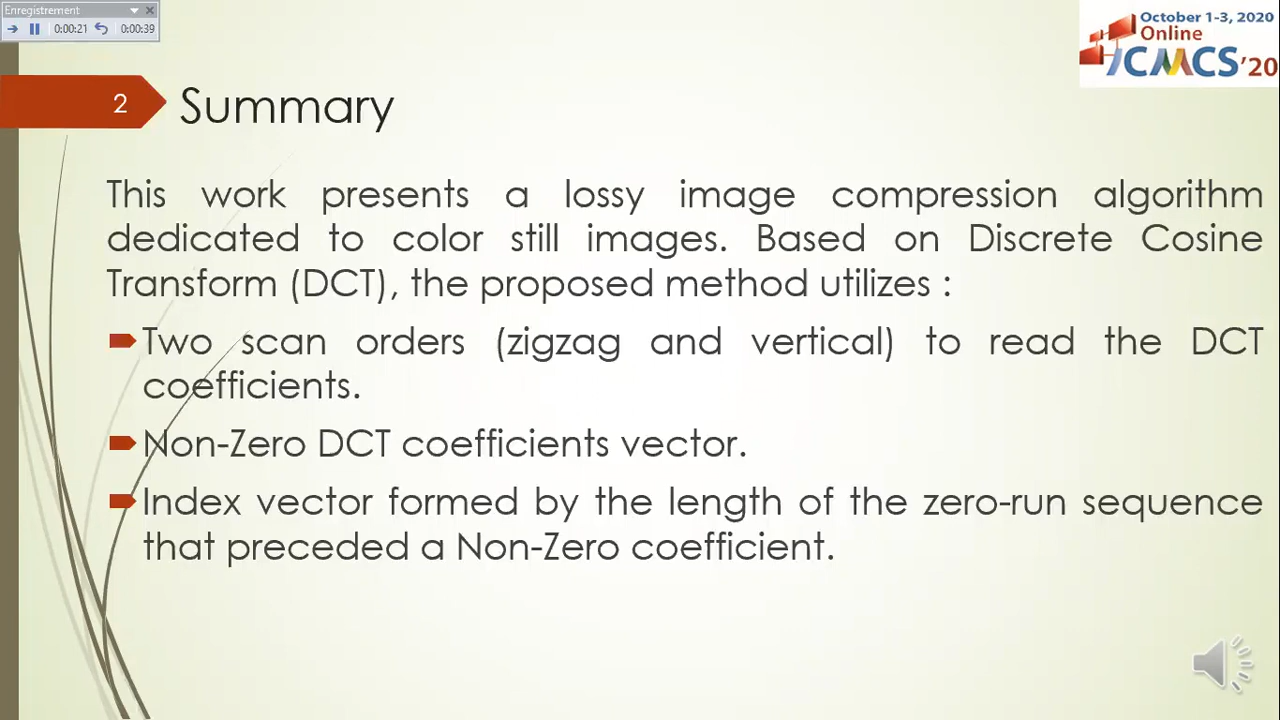 Enregistrement
0:00:21
0:00:39
October 1-3, 2020
Online
ICMCS'20
2
Summary
This work presents a lossy image compression algorithm
dedicated to color still images. Based on Discrete Cosine
Transform (DCT), the proposed method utilizes :
Two scan orders (zigzag and vertical) to read the DCT
coefficients.
Non-Zero DCT coefficients vector.
Index vector formed by the length of the zero-run sequence
that preceded a Non-Zero coefficient.